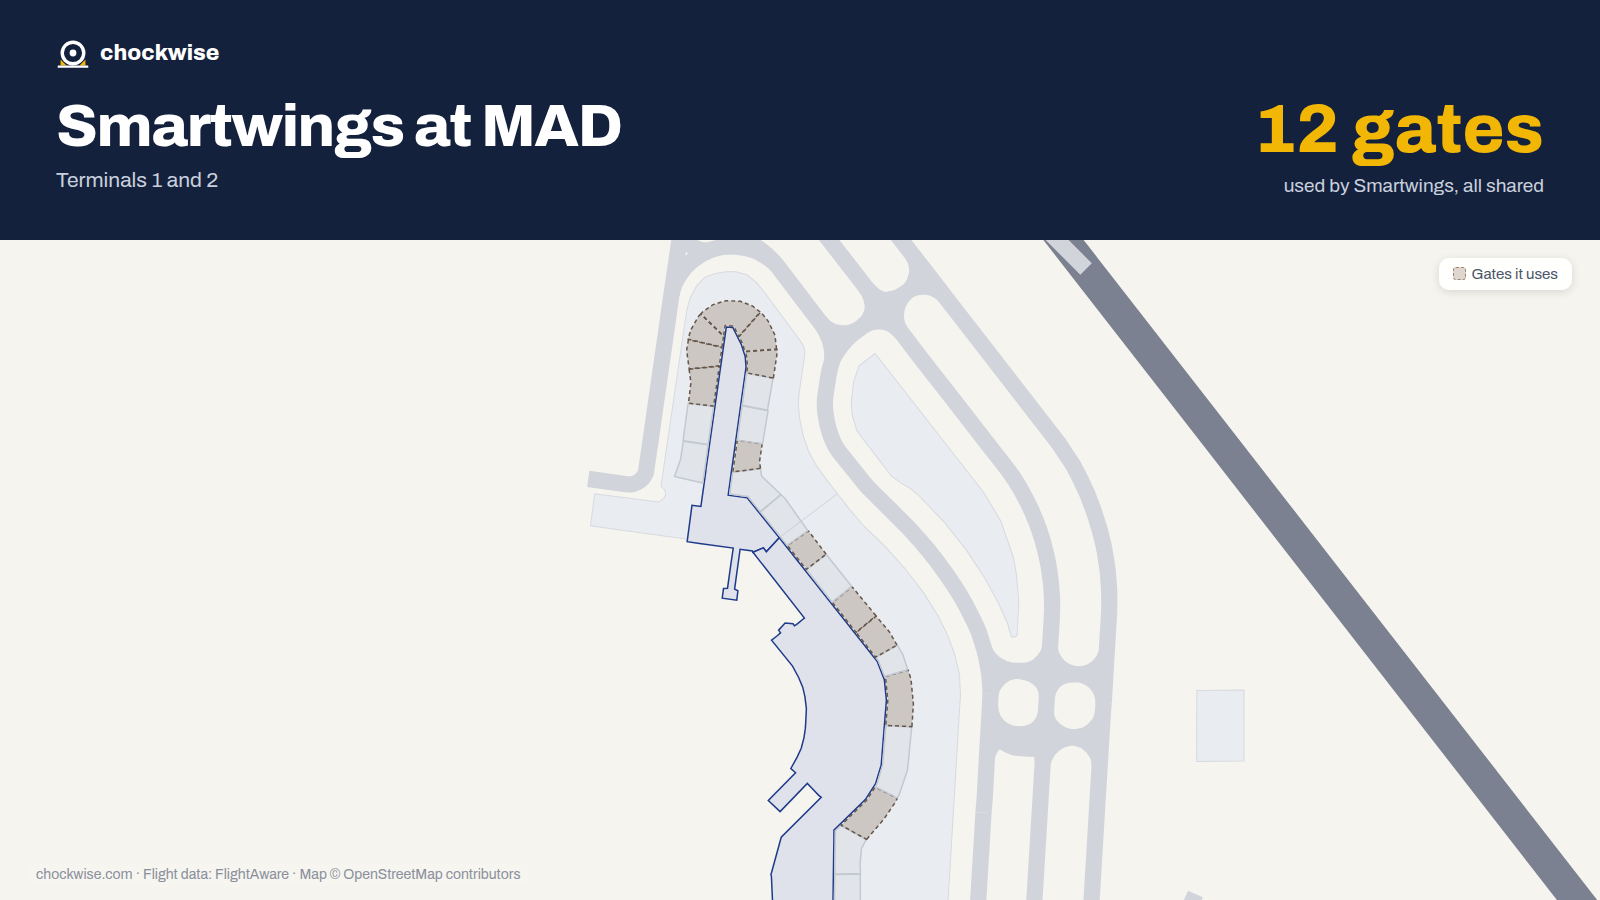 chockwise
Smartwings at MAD
Terminals 1 and 2
12 gates
used by Smartwings, all shared
Gates it uses
chockwise.com · Flight data: FlightAware · Map © OpenStreetMap contributors